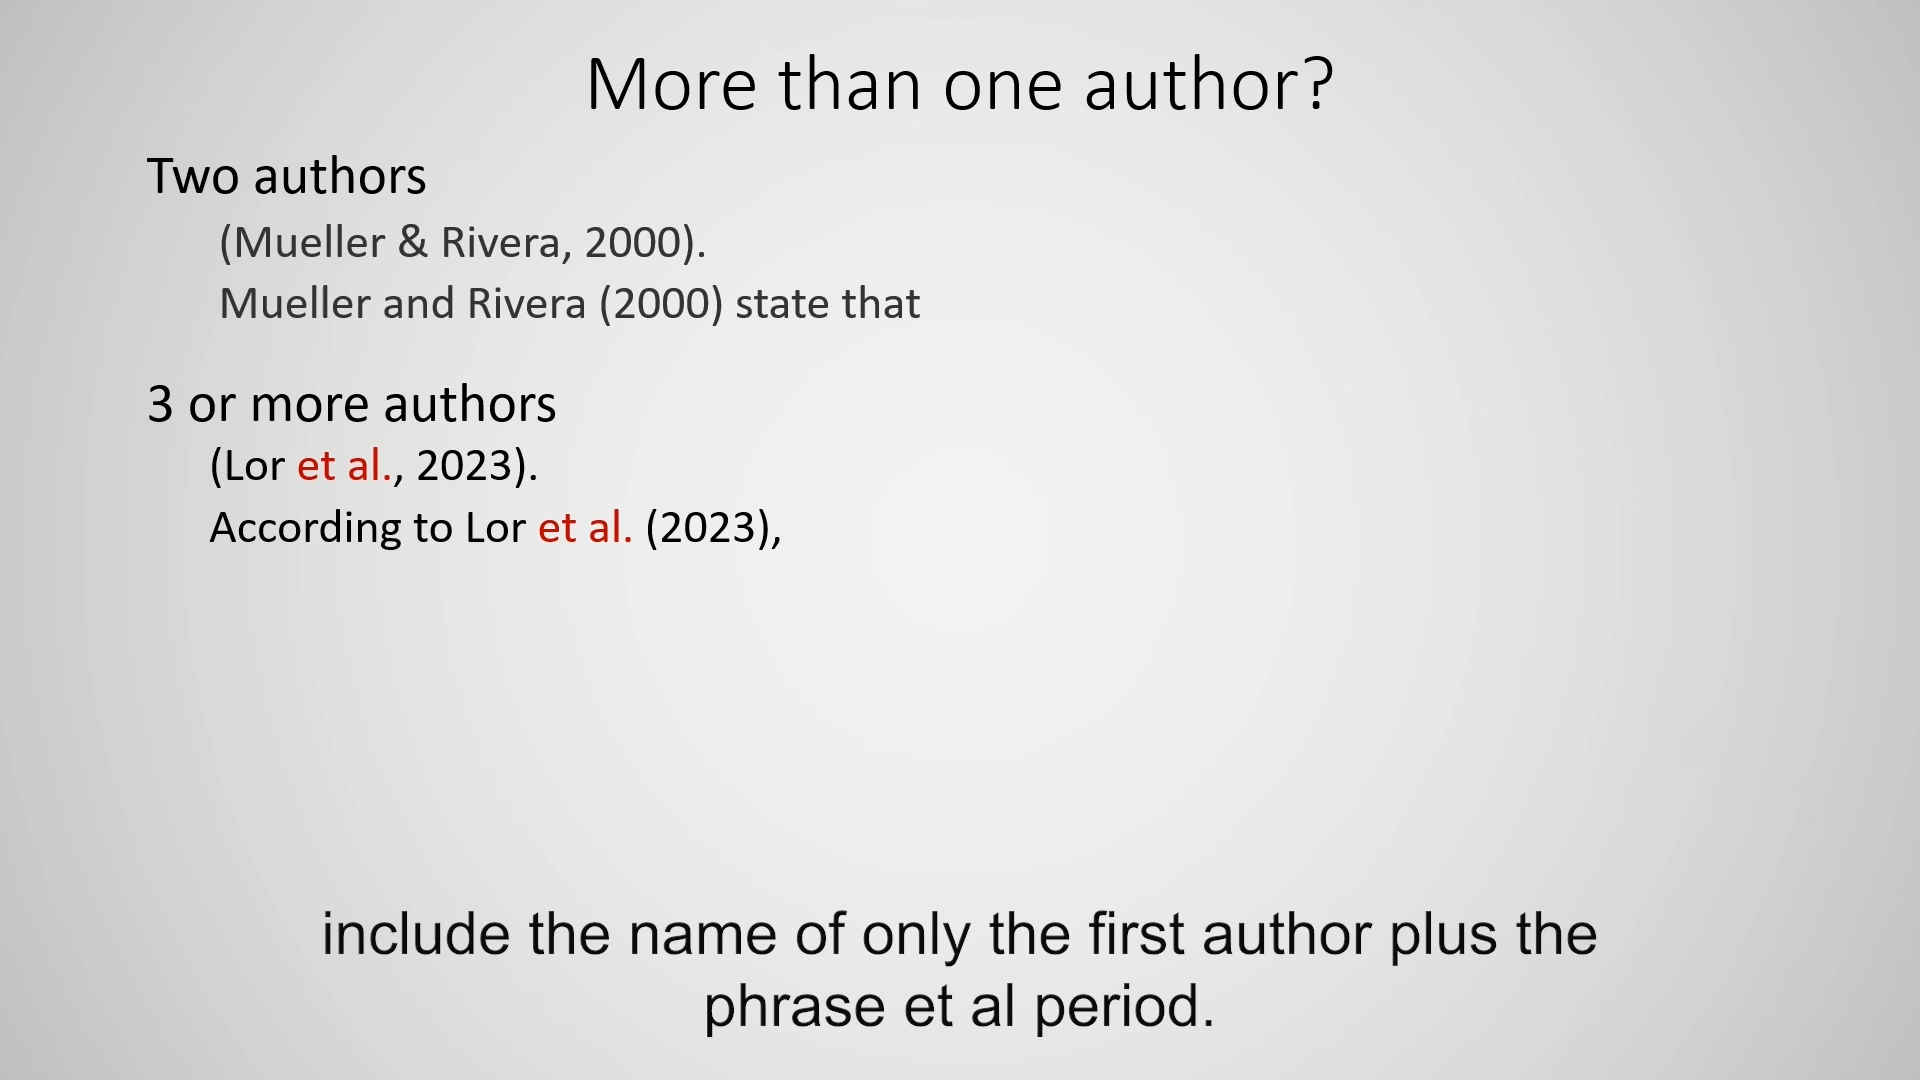 More than one author?
Two authors
(Mueller & Rivera, 2000).
Mueller and Rivera (2000) state that
3 or more authors
(Lor et al., 2023).
According to Lor et al. (2023),
include the name of only the first author plus the
phrase et al period.